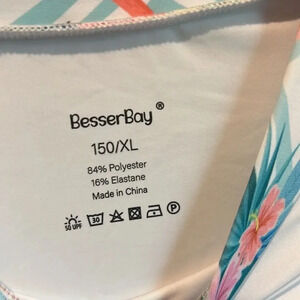 BesserBay®
150/XL
84% Polyester
16% Elastane
Made in China
50 UPF 30 P